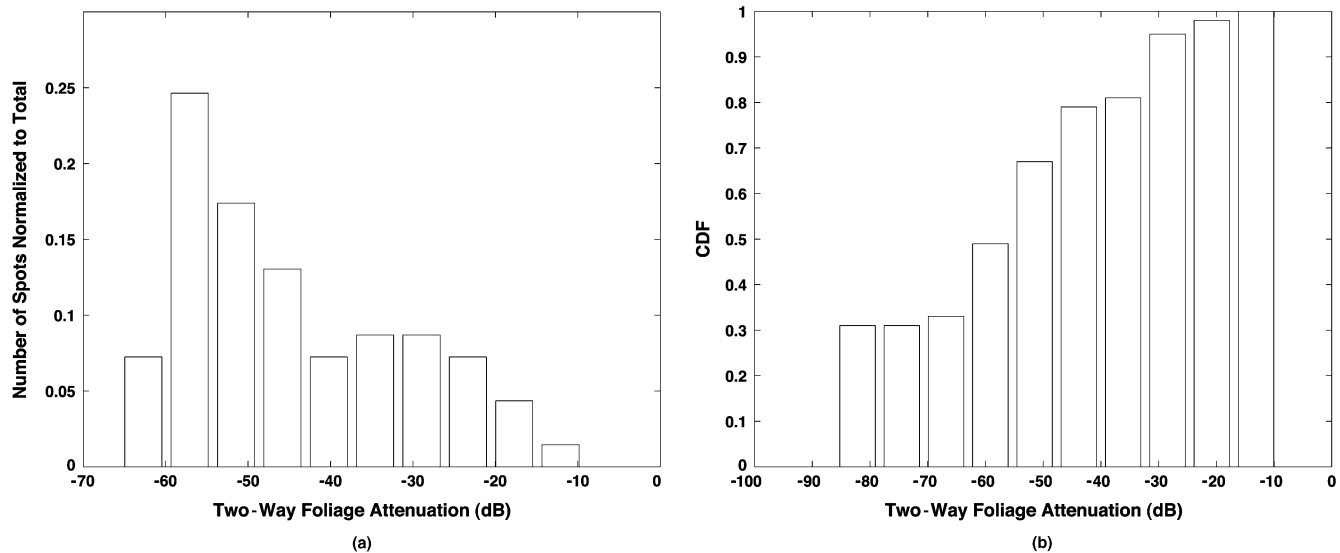 Number of Spots Normalized to Total
0.25
0.2
0.15
0.1
0.05
0
-70 -60 -50 -40 -30 -20 -10 0
Two-Way Foliage Attenuation (dB)
(a)
CDF
1
0.9
0.8
0.7
0.6
0.5
0.4
0.3
0.2
0.1
0
-100 -90 -80 -70 -60 -50 -40 -30 -20 -10 0
Two-Way Foliage Attenuation (dB)
(b)